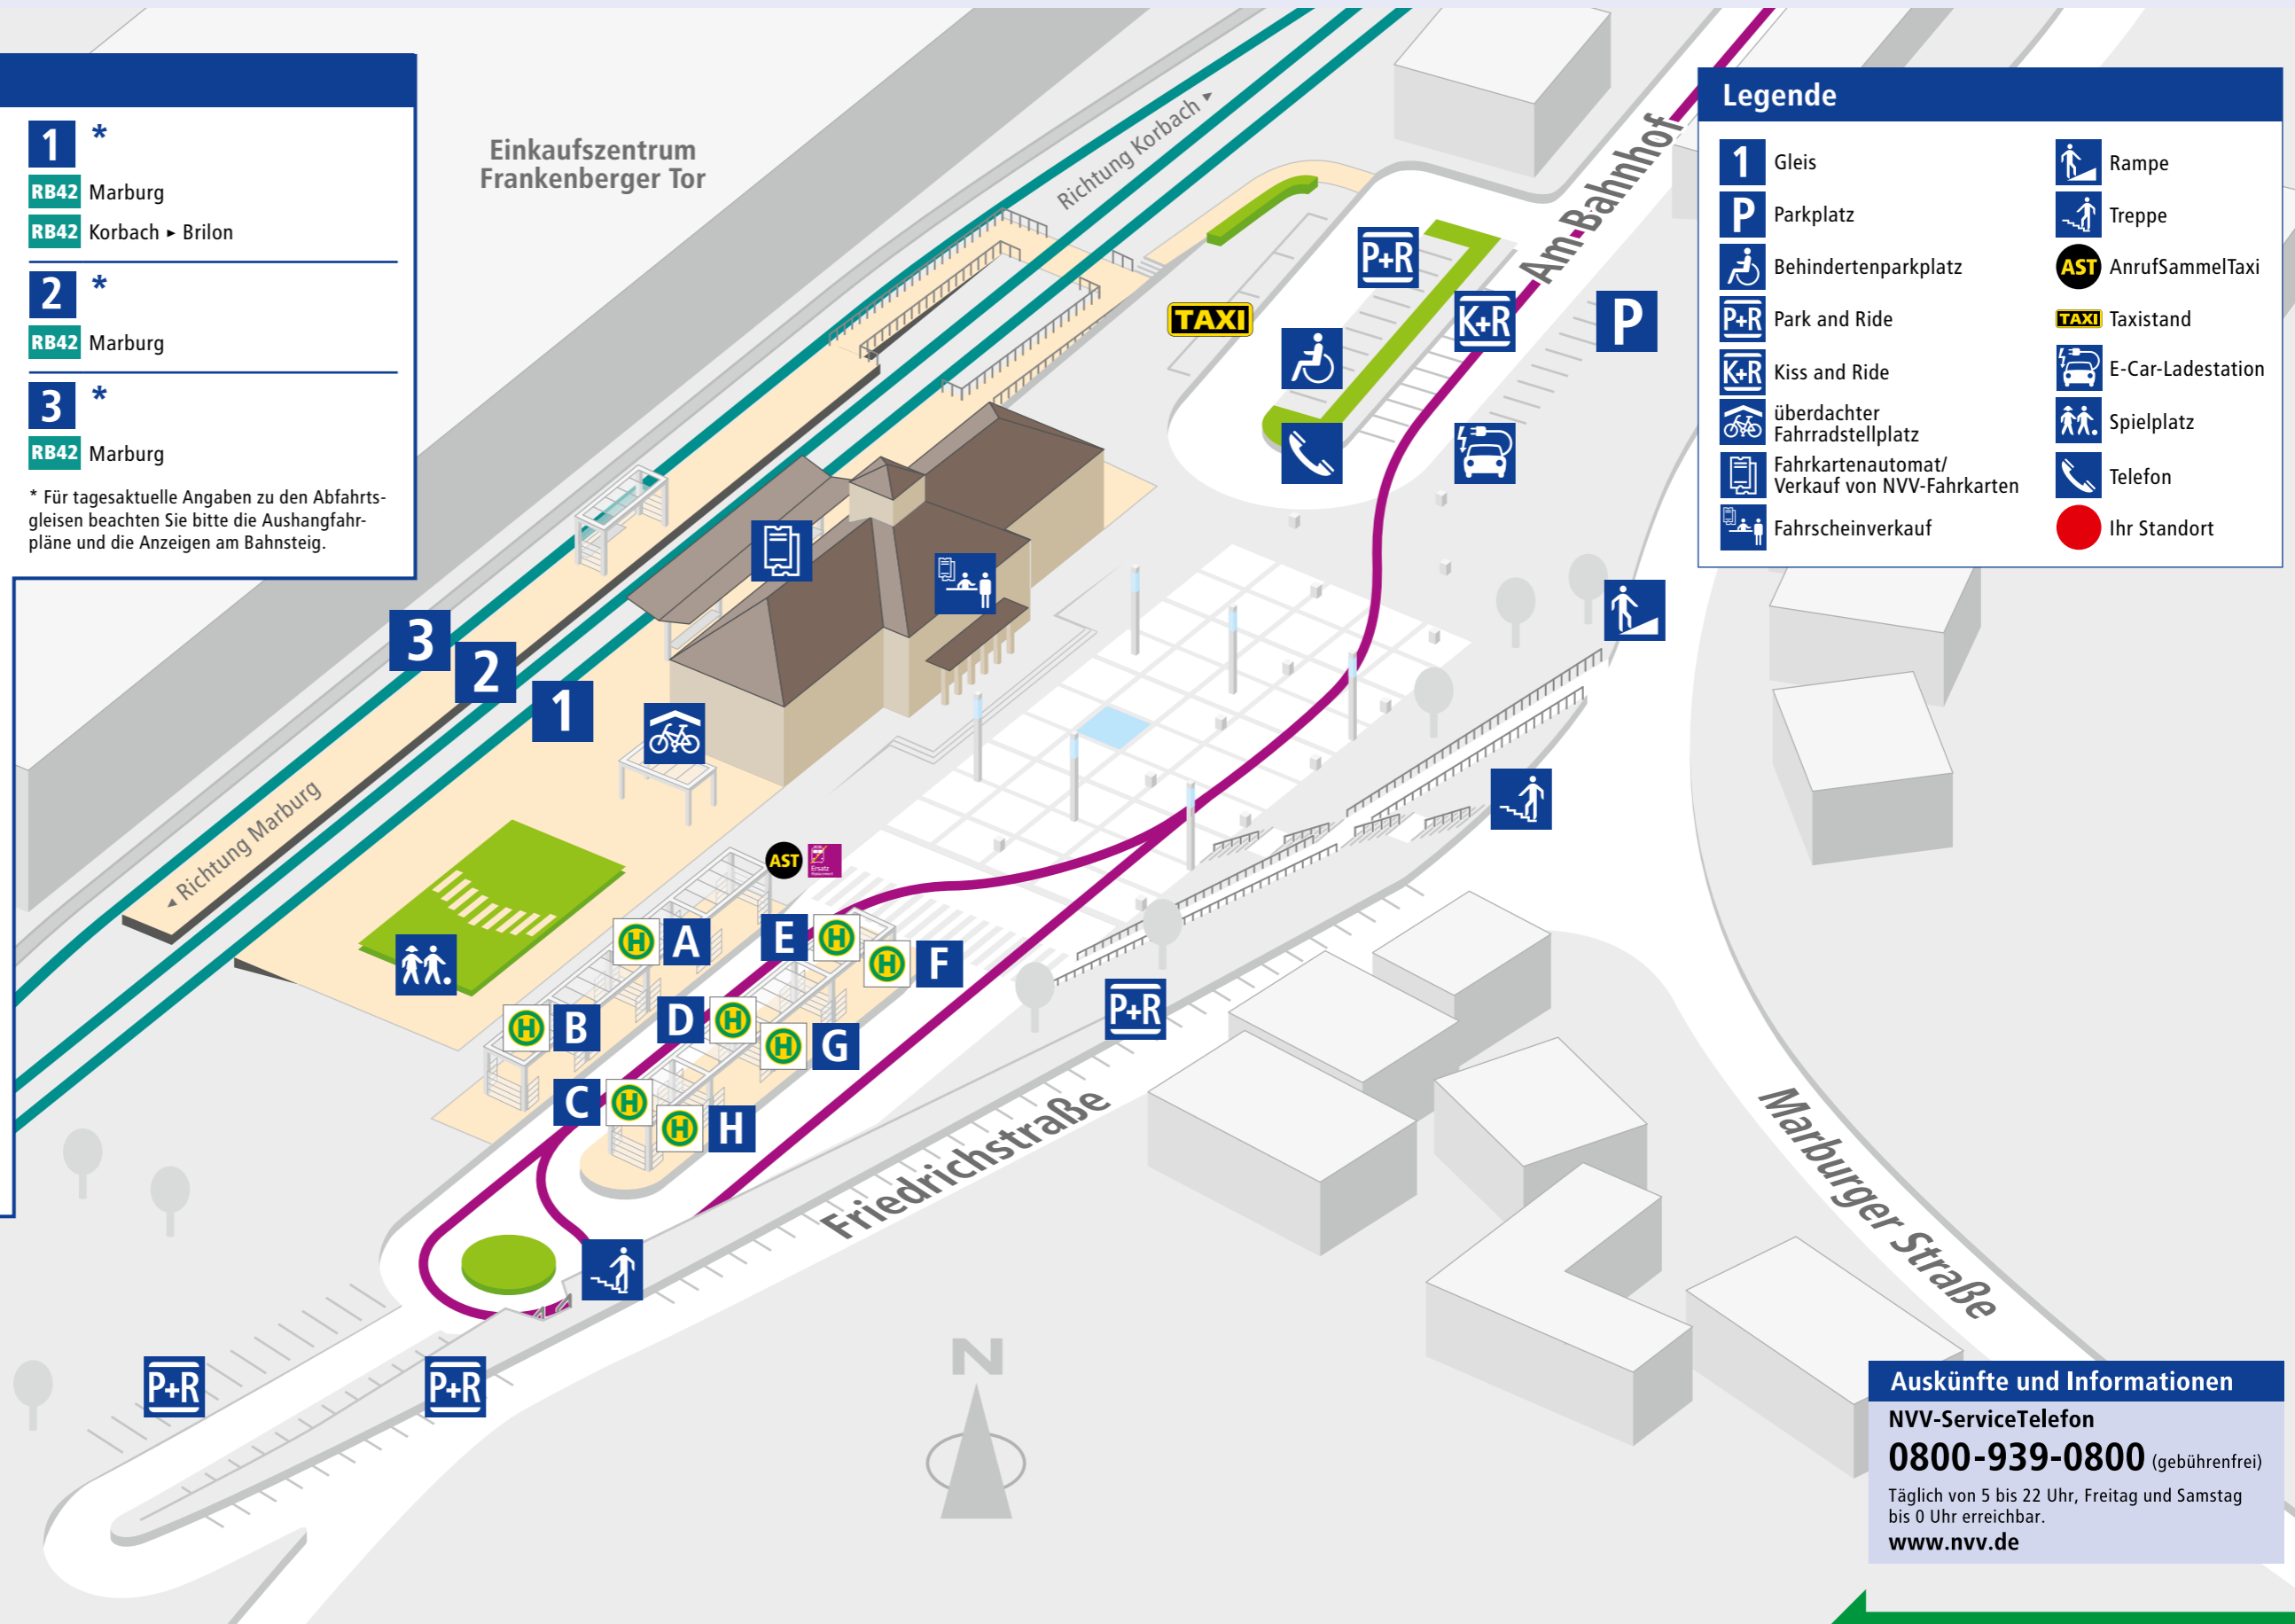 1 *
RB42 Marburg
RB42 Korbach ▸ Brilon
2 *
RB42 Marburg
3 *
RB42 Marburg
* Für tagesaktuelle Angaben zu den Abfahrts-
gleisen beachten Sie bitte die Aushangfahr-
pläne und die Anzeigen am Bahnsteig.
Einkaufszentrum
Frankenberger Tor
Richtung Korbach
Am Bahnhof
P+R
TAXI
K+R
P
3
2
1
Richtung Marburg
AST
Ersatz
H A
E H
H F
H B
D H
H G
C H
H H
P+R
Friedrichstraße
Marburger Straße
P+R
P+R
N
Legende
1 Gleis
P Parkplatz
Behindertenparkplatz
P+R Park and Ride
K+R Kiss and Ride
überdachter
Fahrradstellplatz
Fahrkartenautomat/
Verkauf von NVV-Fahrkarten
Fahrscheinverkauf
Rampe
Treppe
AST AnrufSammelTaxi
TAXI Taxistand
E-Car-Ladestation
Spielplatz
Telefon
Ihr Standort
Auskünfte und Informationen
NVV-ServiceTelefon
0800-939-0800 (gebührenfrei)
Täglich von 5 bis 22 Uhr, Freitag und Samstag
bis 0 Uhr erreichbar.
www.nvv.de